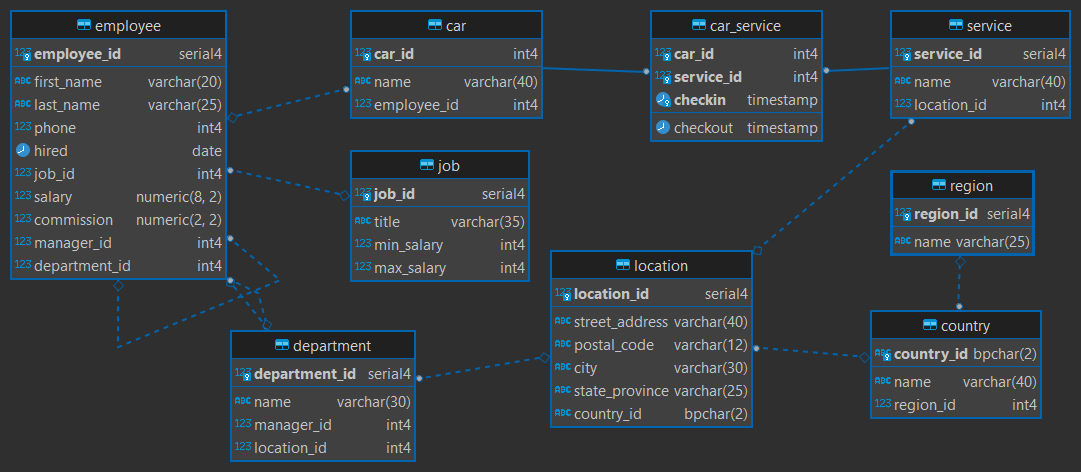 employee
employee_id serial4
first_name varchar(20)
last_name varchar(25)
phone int4
hired date
job_id int4
salary numeric(8, 2)
commission numeric(2, 2)
manager_id int4
department_id int4
car
car_id int4
name varchar(40)
employee_id int4
car_service
car_id int4
service_id int4
checkin timestamp
checkout timestamp
service
service_id serial4
name varchar(40)
location_id int4
job
job_id serial4
title varchar(35)
min_salary int4
max_salary int4
region
region_id serial4
name varchar(25)
location
location_id serial4
street_address varchar(40)
postal_code varchar(12)
city varchar(30)
state_province varchar(25)
country_id bpchar(2)
country
country_id bpchar(2)
name varchar(40)
region_id int4
department
department_id serial4
name varchar(30)
manager_id int4
location_id int4